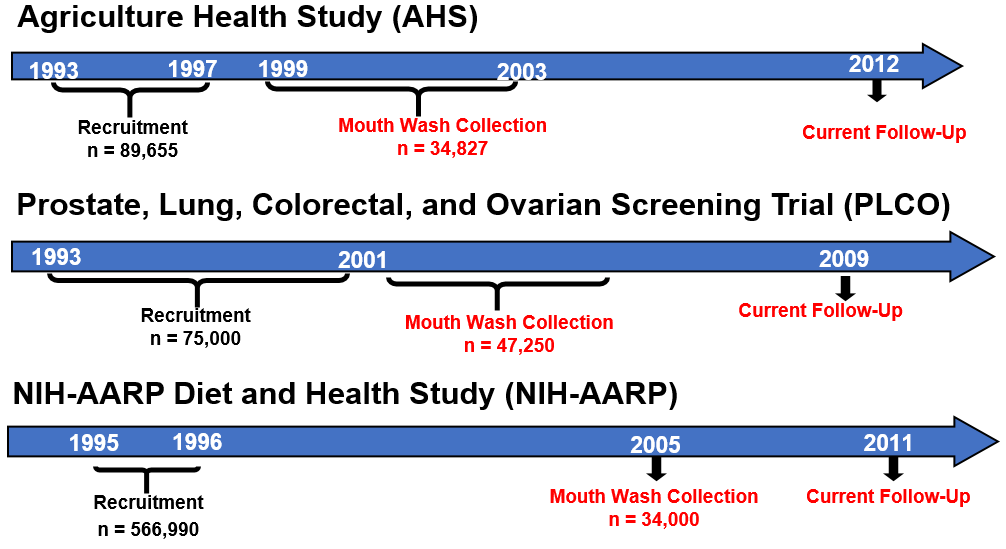 Agriculture Health Study (AHS)
1993 1997 1999 2003 2012
Recruitment
n = 89,655
Mouth Wash Collection
n = 34,827
Current Follow-Up
Prostate, Lung, Colorectal, and Ovarian Screening Trial (PLCO)
1993 2001 2009
Recruitment
n = 75,000
Mouth Wash Collection
n = 47,250
Current Follow-Up
NIH-AARP Diet and Health Study (NIH-AARP)
1995 1996 2005 2011
Recruitment
n = 566,990
Mouth Wash Collection
n = 34,000
Current Follow-Up